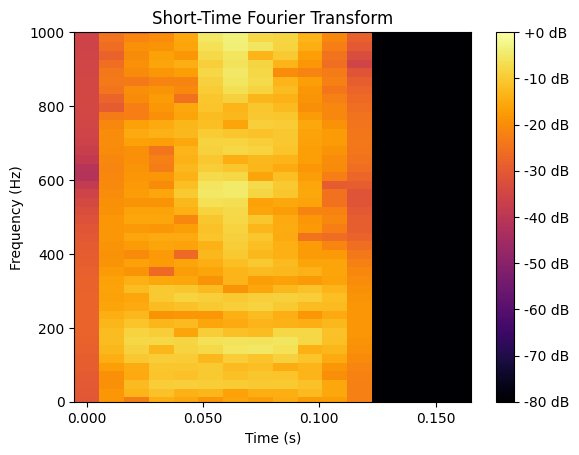 Short-Time Fourier Transform
Frequency (Hz)
1000
800
600
400
200
0
0.000
0.050
0.100
0.150
Time (s)
+0 dB
-10 dB
-20 dB
-30 dB
-40 dB
-50 dB
-60 dB
-70 dB
-80 dB